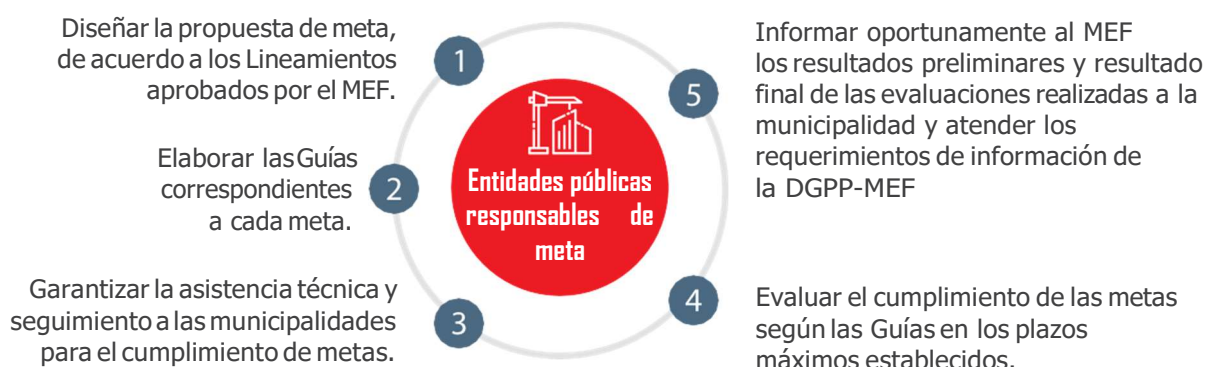 Diseñar la propuesta de meta,
de acuerdo a los Lineamientos
aprobados por el MEF.
1
Elaborar las Guías
correspondientes
a cada meta.
2
Garantizar la asistencia técnica y
seguimiento a las municipalidades
para el cumplimiento de metas.
3
Entidades públicas
responsables de
meta
4
Evaluar el cumplimiento de las metas
según las Guías en los plazos
máximos establecidos.
5
Informar oportunamente al MEF
los resultados preliminares y resultado
final de las evaluaciones realizadas a la
municipalidad y atender los
requerimientos de información de
la DGPP-MEF